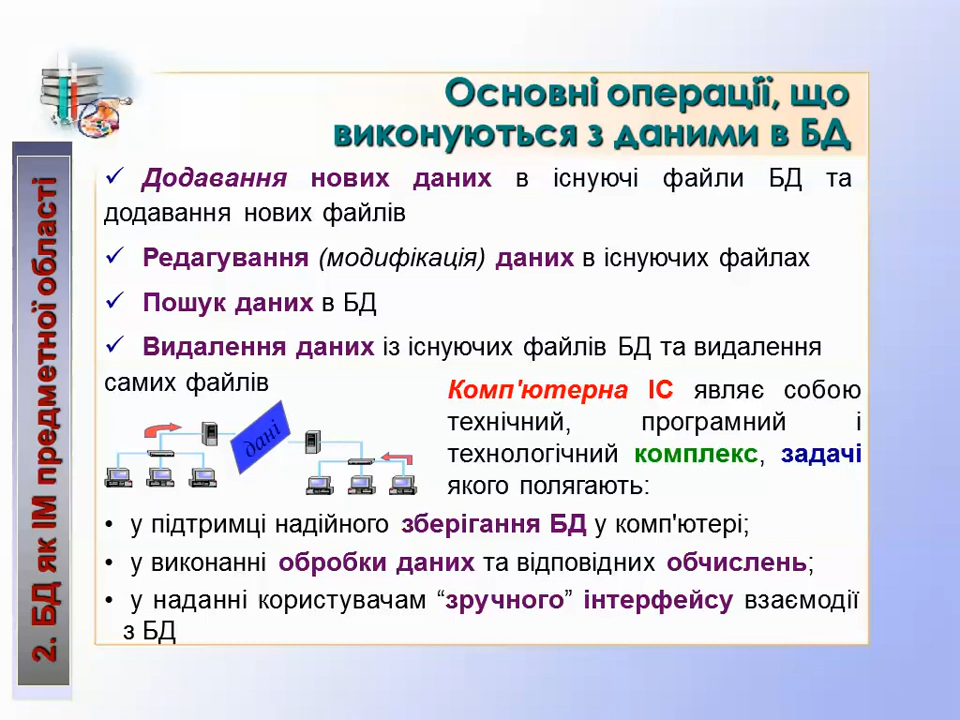 Основні операції, що
виконуються з даними в БД
2. БД як ІМ предметної області
✓ Додавання нових даних в існуючі файли БД та
додавання нових файлів
✓ Редагування (модифікація) даних в існуючих файлах
✓ Пошук даних в БД
✓ Видалення даних із існуючих файлів БД та видалення
самих файлів
дані
Комп'ютерна ІС являє собою
технічний, програмний і
технологічний комплекс, задачі
якого полягають:
• у підтримці надійного зберігання БД у комп'ютері;
• у виконанні обробки даних та відповідних обчислень;
• у наданні користувачам “зручного” інтерфейсу взаємодії
з БД